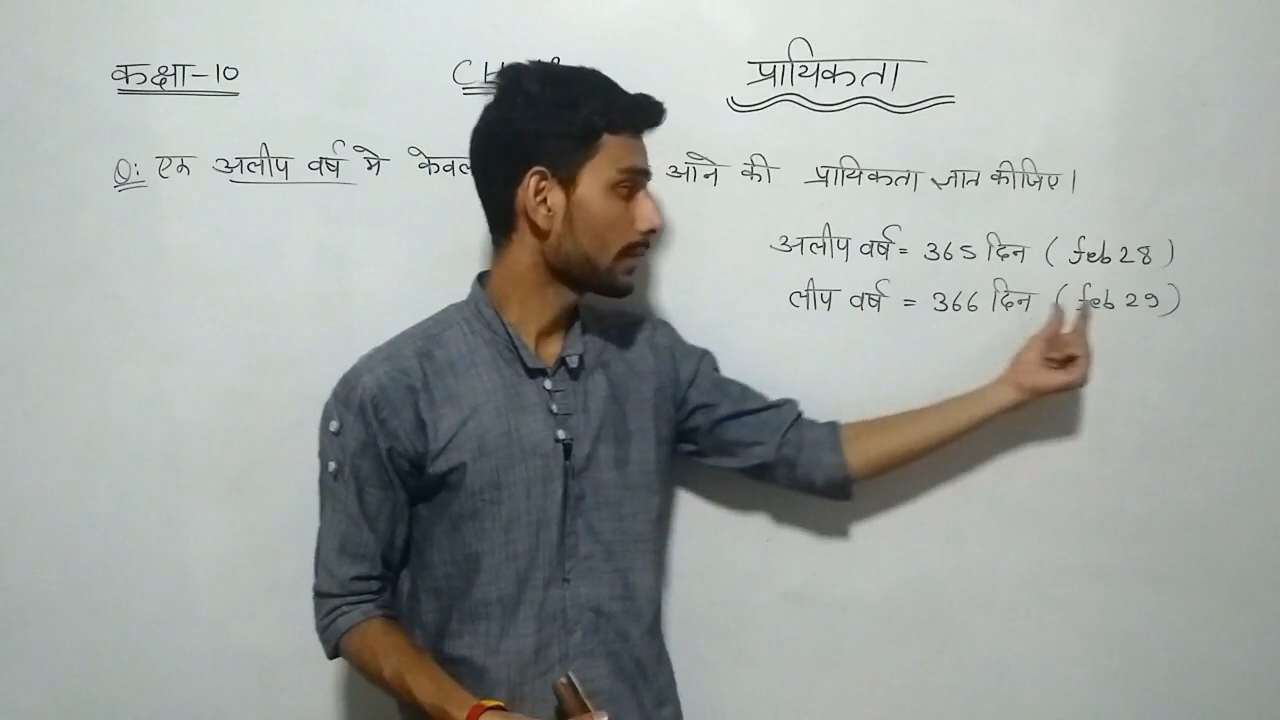 कक्षा-10 प्रायिकता
Q: एक अलीप वर्ष मे केवल आने की प्रायिकता ज्ञात कीजिए।
अलीप वर्ष = 365 दिन ( feb 28 )
लीप वर्ष = 366 दिन ( feb 29 )